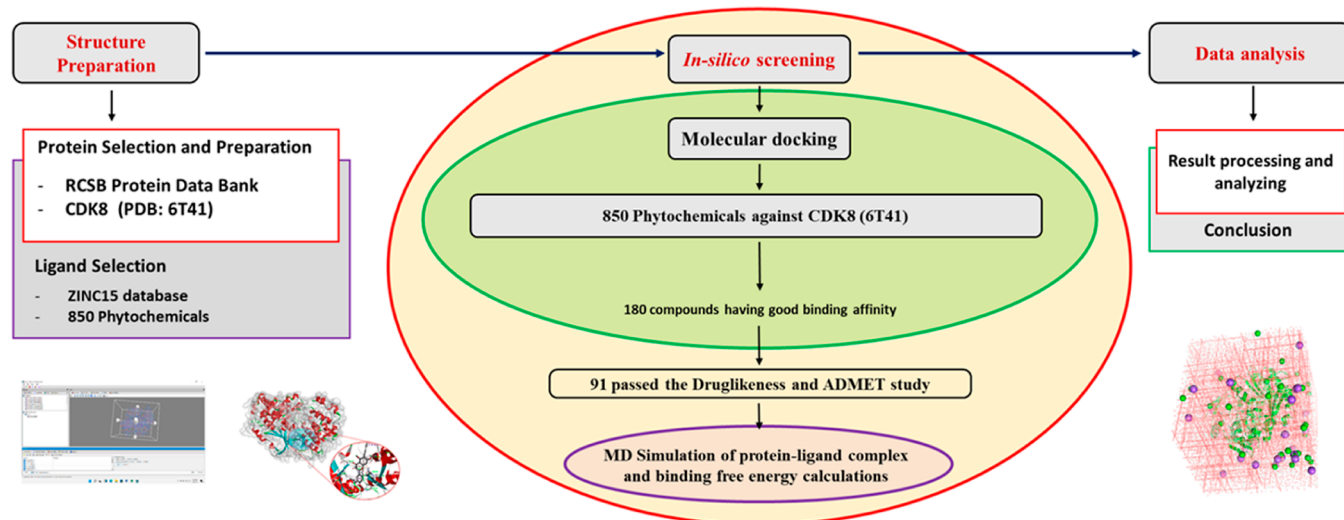 Structure
Preparation
Protein Selection and Preparation
- RCSB Protein Data Bank
- CDK8 (PDB: 6T41)
Ligand Selection
- ZINC15 database
- 850 Phytochemicals
In-silico screening
Molecular docking
850 Phytochemicals against CDK8 (6T41)
180 compounds having good binding affinity
91 passed the Druglikeness and ADMET study
MD Simulation of protein-ligand complex
and binding free energy calculations
Data analysis
Result processing and
analyzing
Conclusion